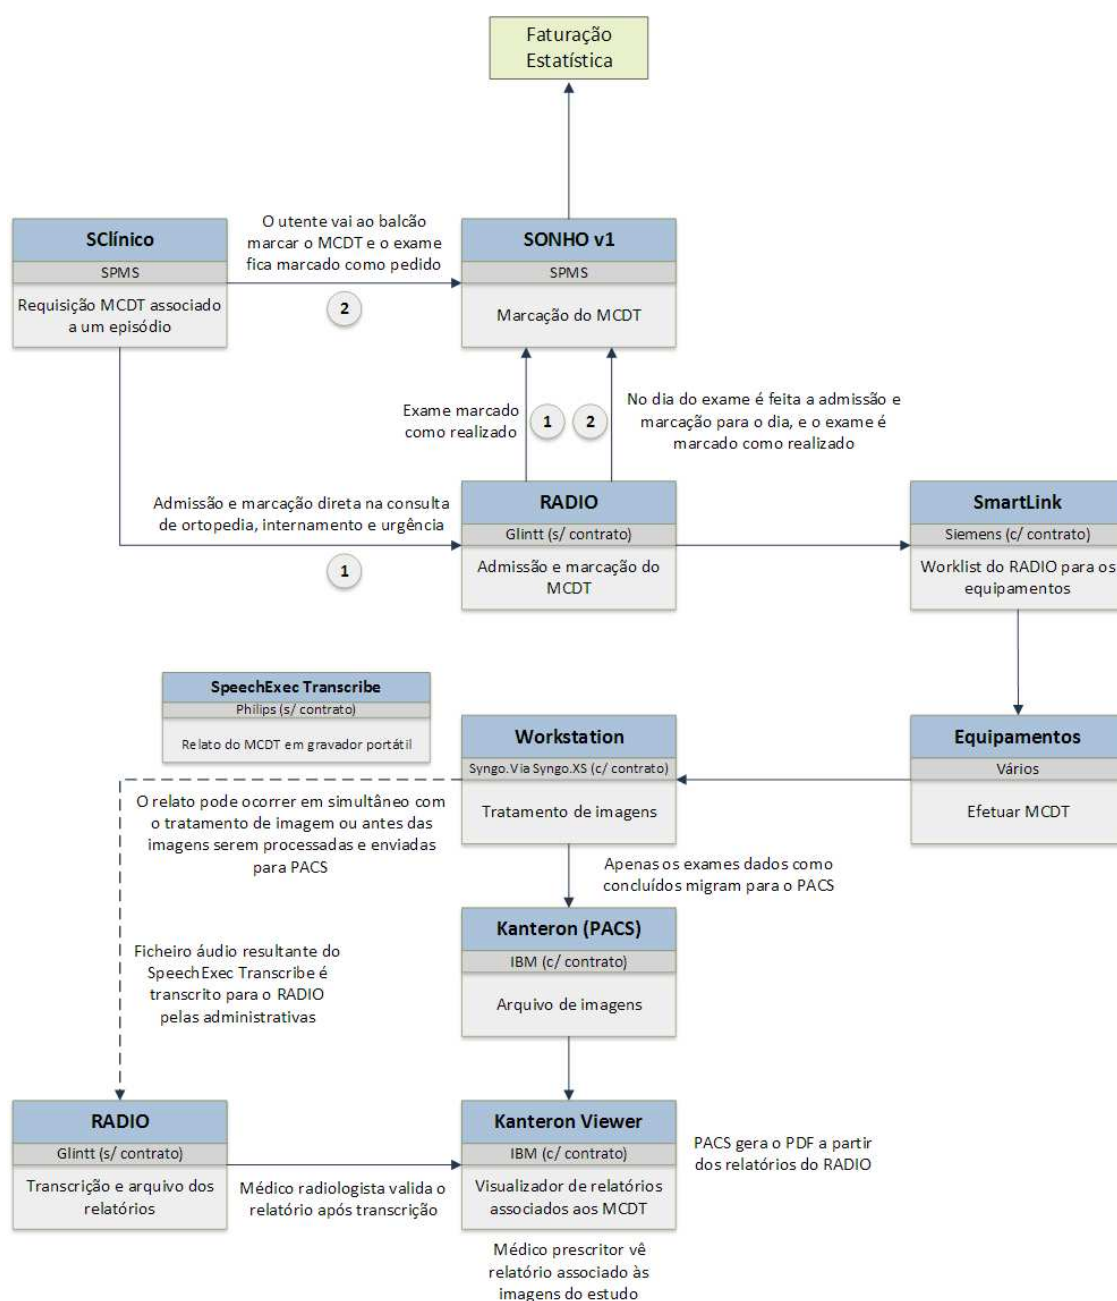 Faturação
Estatística
SClínico
SPMS
Requisição MCDT associado
a um episódio
O utente vai ao balcão
marcar o MCDT e o exame
fica marcado como pedido
2
SONHO v1
SPMS
Marcação do MCDT
Exame marcado
como realizado
1
2
No dia do exame é feita a admissão e
marcação para o dia, e o exame é
marcado como realizado
Admissão e marcação direta na consulta
de ortopedia, internamento e urgência
1
RADIO
Glintt (s/ contrato)
Admissão e marcação do
MCDT
SmartLink
Siemens (c/ contrato)
Worklist do RADIO para os
equipamentos
SpeechExec Transcribe
Philips (s/ contrato)
Relato do MCDT em gravador portátil
Workstation
Syngo.Via Syngo.XS (c/ contrato)
Tratamento de imagens
Equipamentos
Vários
Efetuar MCDT
O relato pode ocorrer em simultâneo com
o tratamento de imagem ou antes das
imagens serem processadas e enviadas
para PACS
Apenas os exames dados como
concluídos migram para o PACS
Kanteron (PACS)
IBM (c/ contrato)
Arquivo de imagens
Ficheiro áudio resultante do
SpeechExec Transcribe é
transcrito para o RADIO
pelas administrativas
RADIO
Glintt (s/ contrato)
Transcrição e arquivo dos
relatórios
Médico radiologista valida o
relatório após transcrição
Kanteron Viewer
IBM (c/ contrato)
Visualizador de relatórios
associados aos MCDT
PACS gera o PDF a partir
dos relatórios do RADIO
Médico prescritor vê
relatório associado às
imagens do estudo